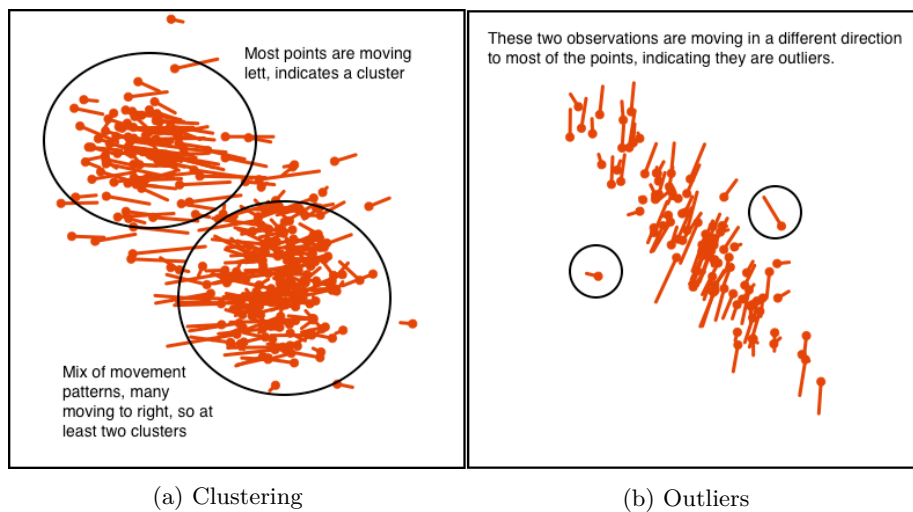 Most points are moving
lett, indicates a cluster
Mix of movement
patterns, many
moving to right, so at
least two clusters
(a) Clustering
These two observations are moving in a different direction
to most of the points, indicating they are outliers.
(b) Outliers